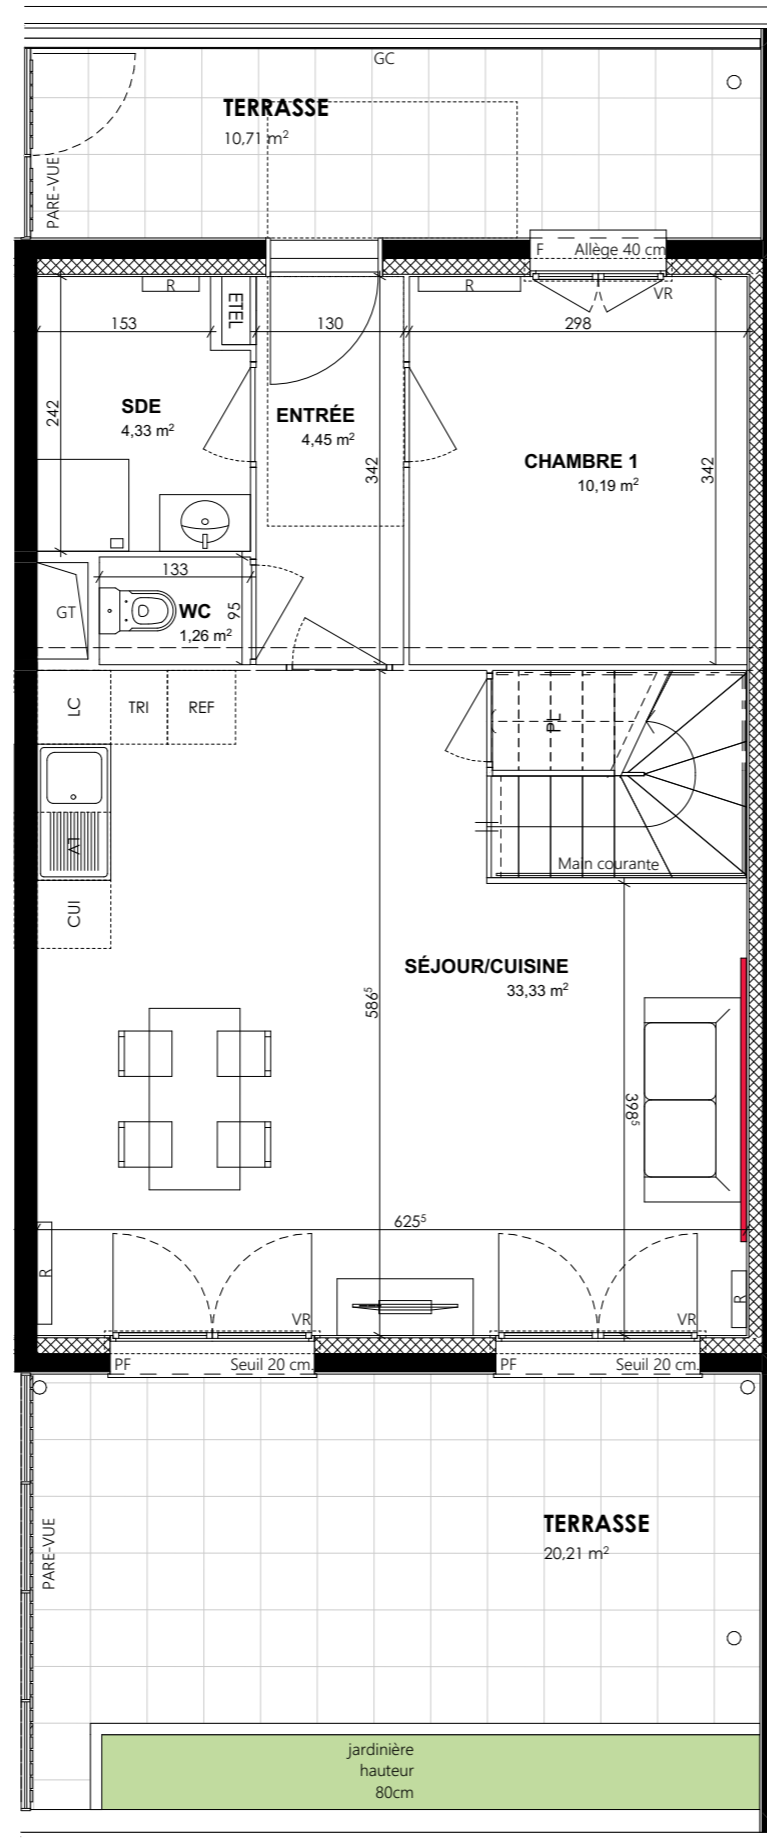 GC
TERRASSE
10,71 m²
PARE-VUE
F Allège 40 cm
R
ETEL
R
VR
153
130
298
242
SDE
4,33 m²
ENTRÉE
4,45 m²
342
CHAMBRE 1
10,19 m²
342
133
GT
WC
1,26 m²
95
LC
TRI
REF
PL
LV
Main courante
CUI
SÉJOUR/CUISINE
33,33 m²
586⁵
398⁵
625⁵
R
VR
VR
R
PF Seuil 20 cm.
PF Seuil 20 cm.
PARE-VUE
TERRASSE
20,21 m²
jardinière
hauteur
80cm